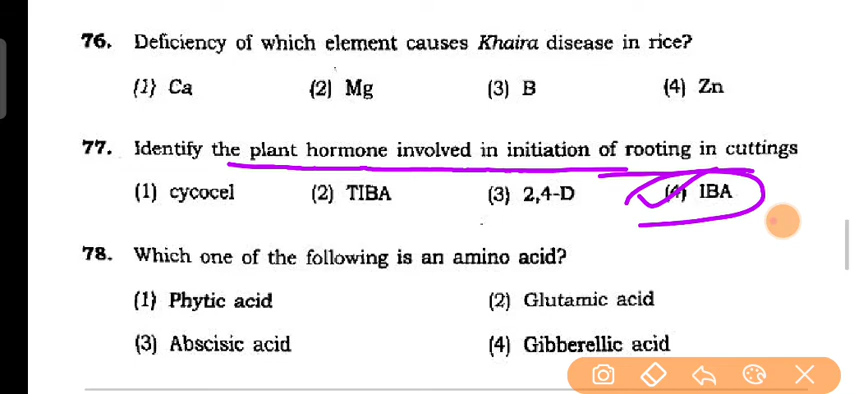 76. Deficiency of which element causes Khaira disease in rice?
(1) Ca (2) Mg (3) B (4) Zn
77. Identify the plant hormone involved in initiation of rooting in cuttings
(1) cycocel (2) TIBA (3) 2,4-D (4) IBA
78. Which one of the following is an amino acid?
(1) Phytic acid (2) Glutamic acid
(3) Abscisic acid (4) Gibberellic acid